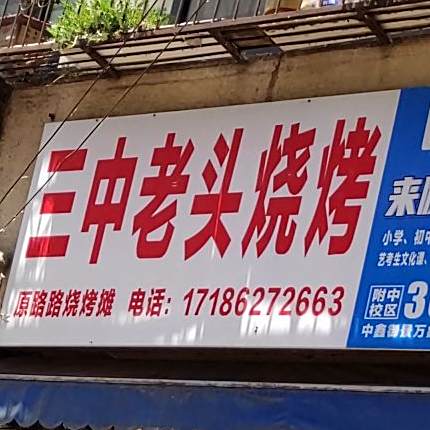 三中老头烧烤
原路路烧烤摊 电话：17186272663
来
小学、初中
艺考生文化课、
附中
校区
3